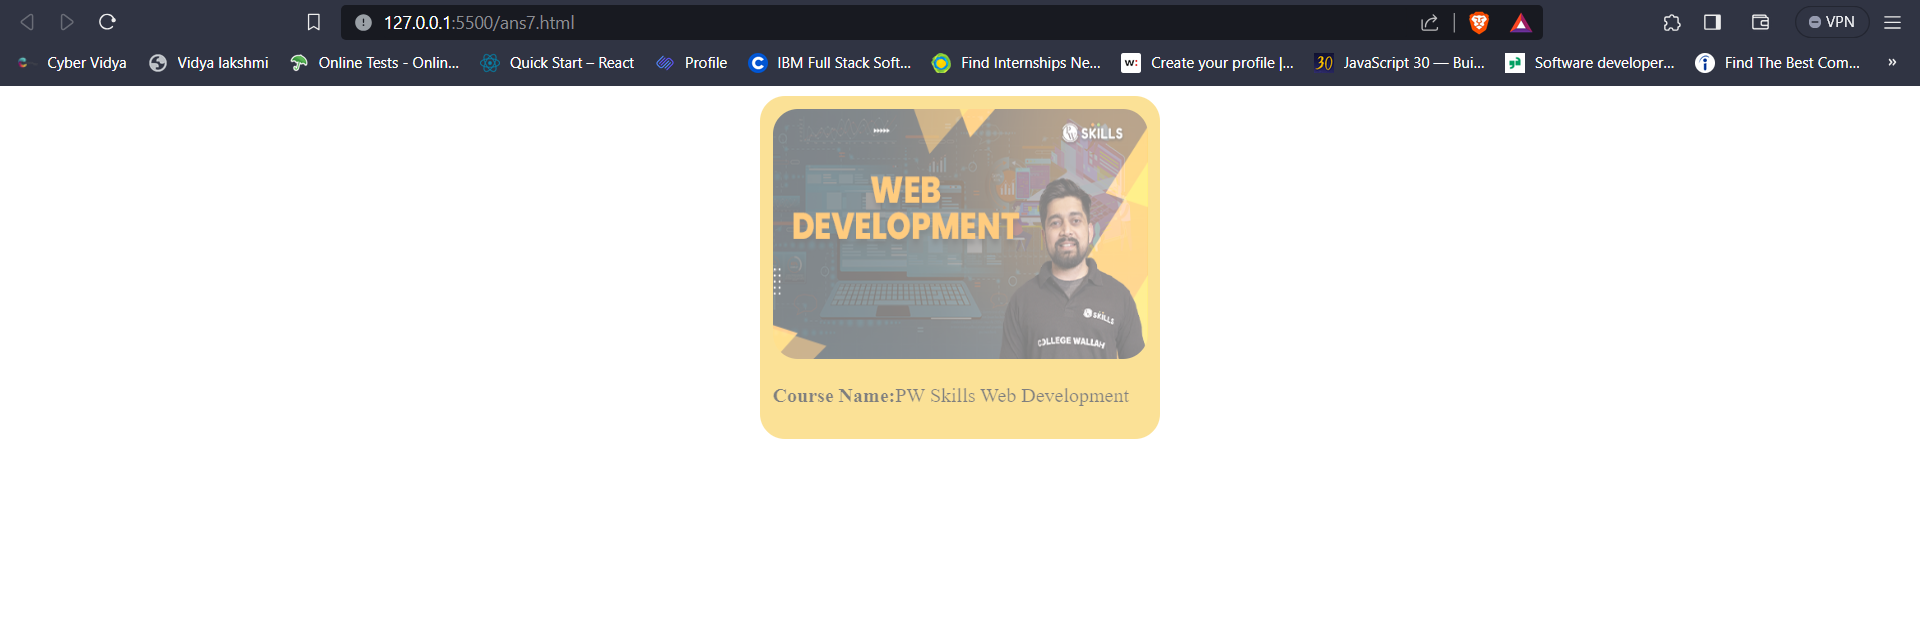 127.0.0.1:5500/ans7.html
VPN
Cyber Vidya
Vidya lakshmi
Online Tests - Onlin...
Quick Start – React
Profile
IBM Full Stack Soft...
Find Internships Ne...
w: Create your profile |...
30 JavaScript 30 — Bui...
Software developer...
Find The Best Com...
»
SKILLS
WEB
DEVELOPMENT
SKILLS
COLLEGE WALLAH
Course Name:PW Skills Web Development